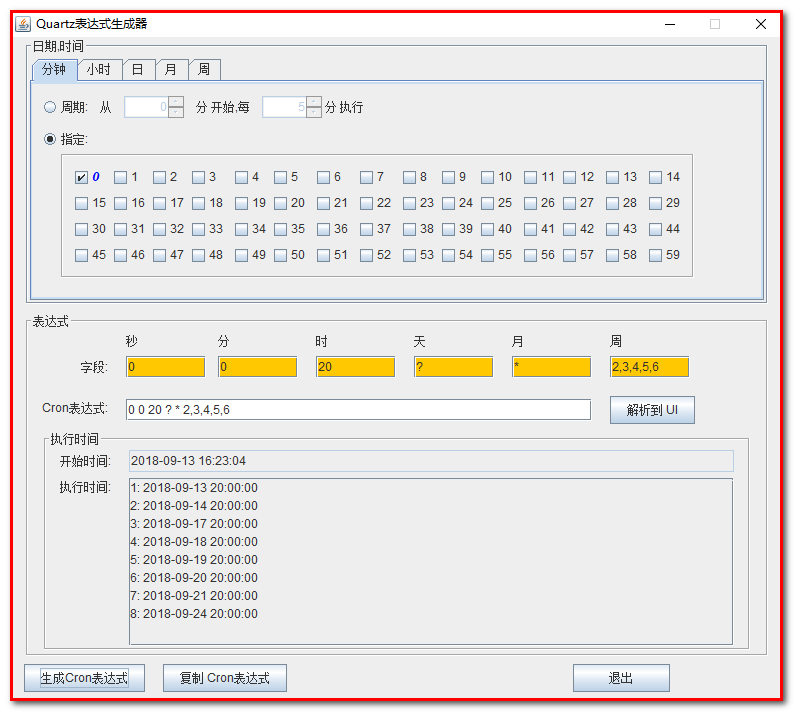 Quartz表达式生成器
日期,时间
分钟 小时 日 月 周
周期: 从 0 分 开始,每 5 分 执行
指定:
0 1 2 3 4 5 6 7 8 9 10 11 12 13 14
15 16 17 18 19 20 21 22 23 24 25 26 27 28 29
30 31 32 33 34 35 36 37 38 39 40 41 42 43 44
45 46 47 48 49 50 51 52 53 54 55 56 57 58 59
表达式
秒 分 时 天 月 周
字段: 0 0 20 ? * 2,3,4,5,6
Cron表达式: 0 0 20 ? * 2,3,4,5,6 解析到 UI
执行时间
开始时间: 2018-09-13 16:23:04
执行时间: 1: 2018-09-13 20:00:00
2: 2018-09-14 20:00:00
3: 2018-09-17 20:00:00
4: 2018-09-18 20:00:00
5: 2018-09-19 20:00:00
6: 2018-09-20 20:00:00
7: 2018-09-21 20:00:00
8: 2018-09-24 20:00:00
生成Cron表达式 复制 Cron表达式 退出